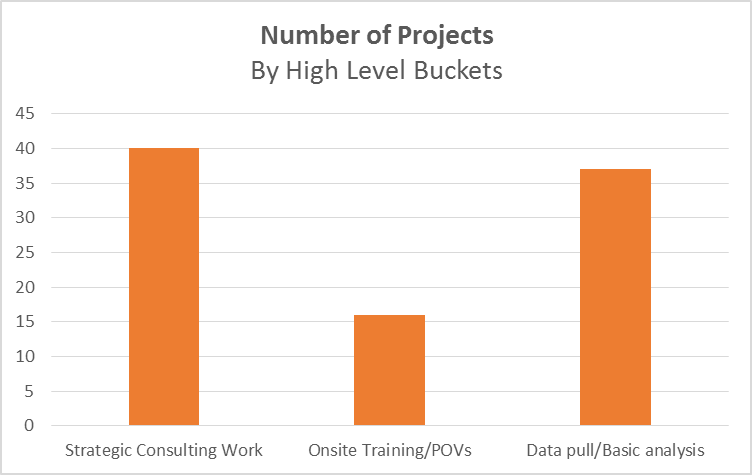 Number of Projects
By High Level Buckets
45
40
35
30
25
20
15
10
5
0
Strategic Consulting Work
Onsite Training/POVs
Data pull/Basic analysis